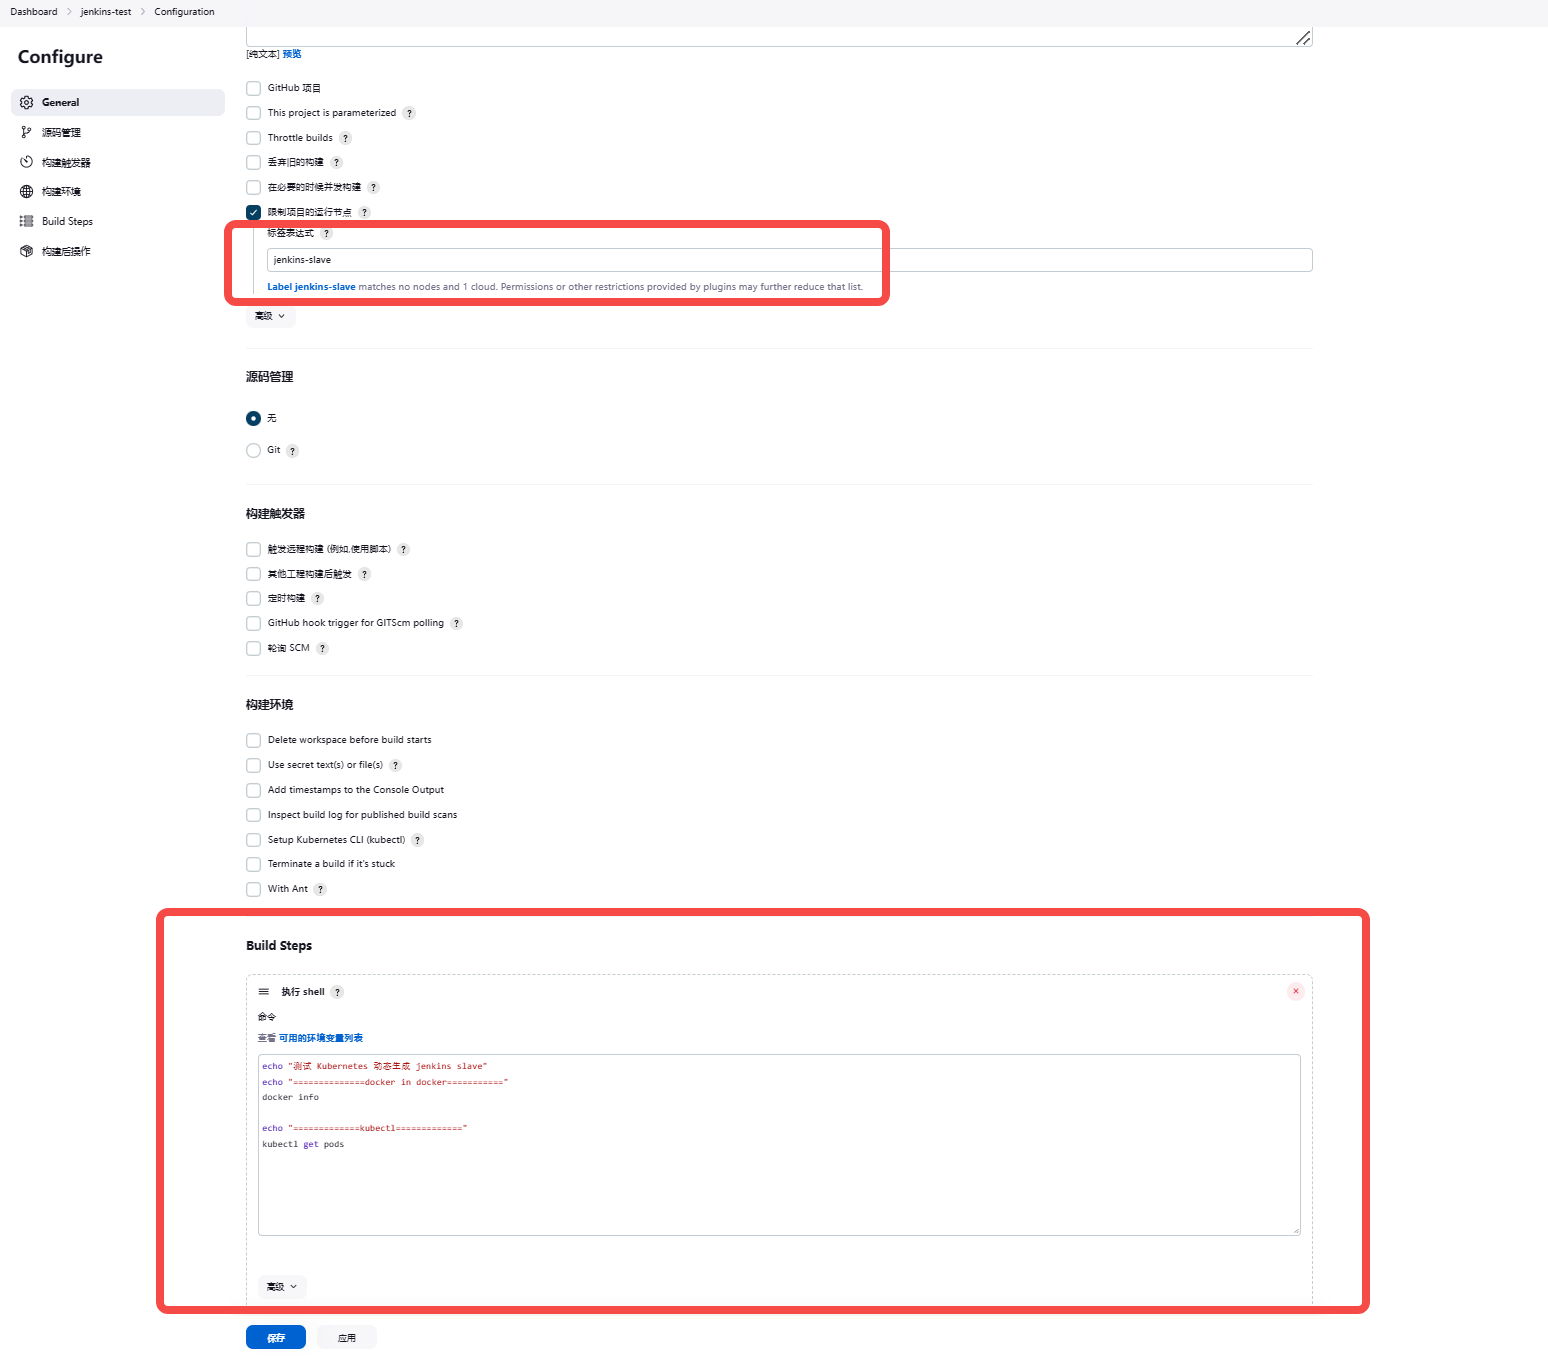 Dashboard > jenkins-test > Configuration
Configure
General
源码管理
构建触发器
构建环境
Build Steps
构建后操作
[纯文本] 预览
GitHub 项目
This project is parameterized ?
Throttle builds ?
丢弃旧的构建 ?
在必要的时候并发构建 ?
限制项目的运行节点 ?
标签表达式 ?
jenkins-slave
Label jenkins-slave matches no nodes and 1 cloud. Permissions or other restrictions provided by plugins may further reduce that list.
高级
源码管理
无
Git ?
构建触发器
触发远程构建 (例如,使用脚本) ?
其他工程构建后触发 ?
定时构建 ?
GitHub hook trigger for GITScm polling ?
轮询 SCM ?
构建环境
Delete workspace before build starts
Use secret text(s) or file(s) ?
Add timestamps to the Console Output
Inspect build log for published build scans
Setup Kubernetes CLI (kubectl) ?
Terminate a build if it's stuck
With Ant ?
Build Steps
执行 shell ?
命令
查看 可用的环境变量列表
echo "测试 Kubernetes 动态生成 jenkins slave"
echo "==============docker in docker==========="
docker info
echo "=============kubectl============="
kubectl get pods
高级
保存 应用